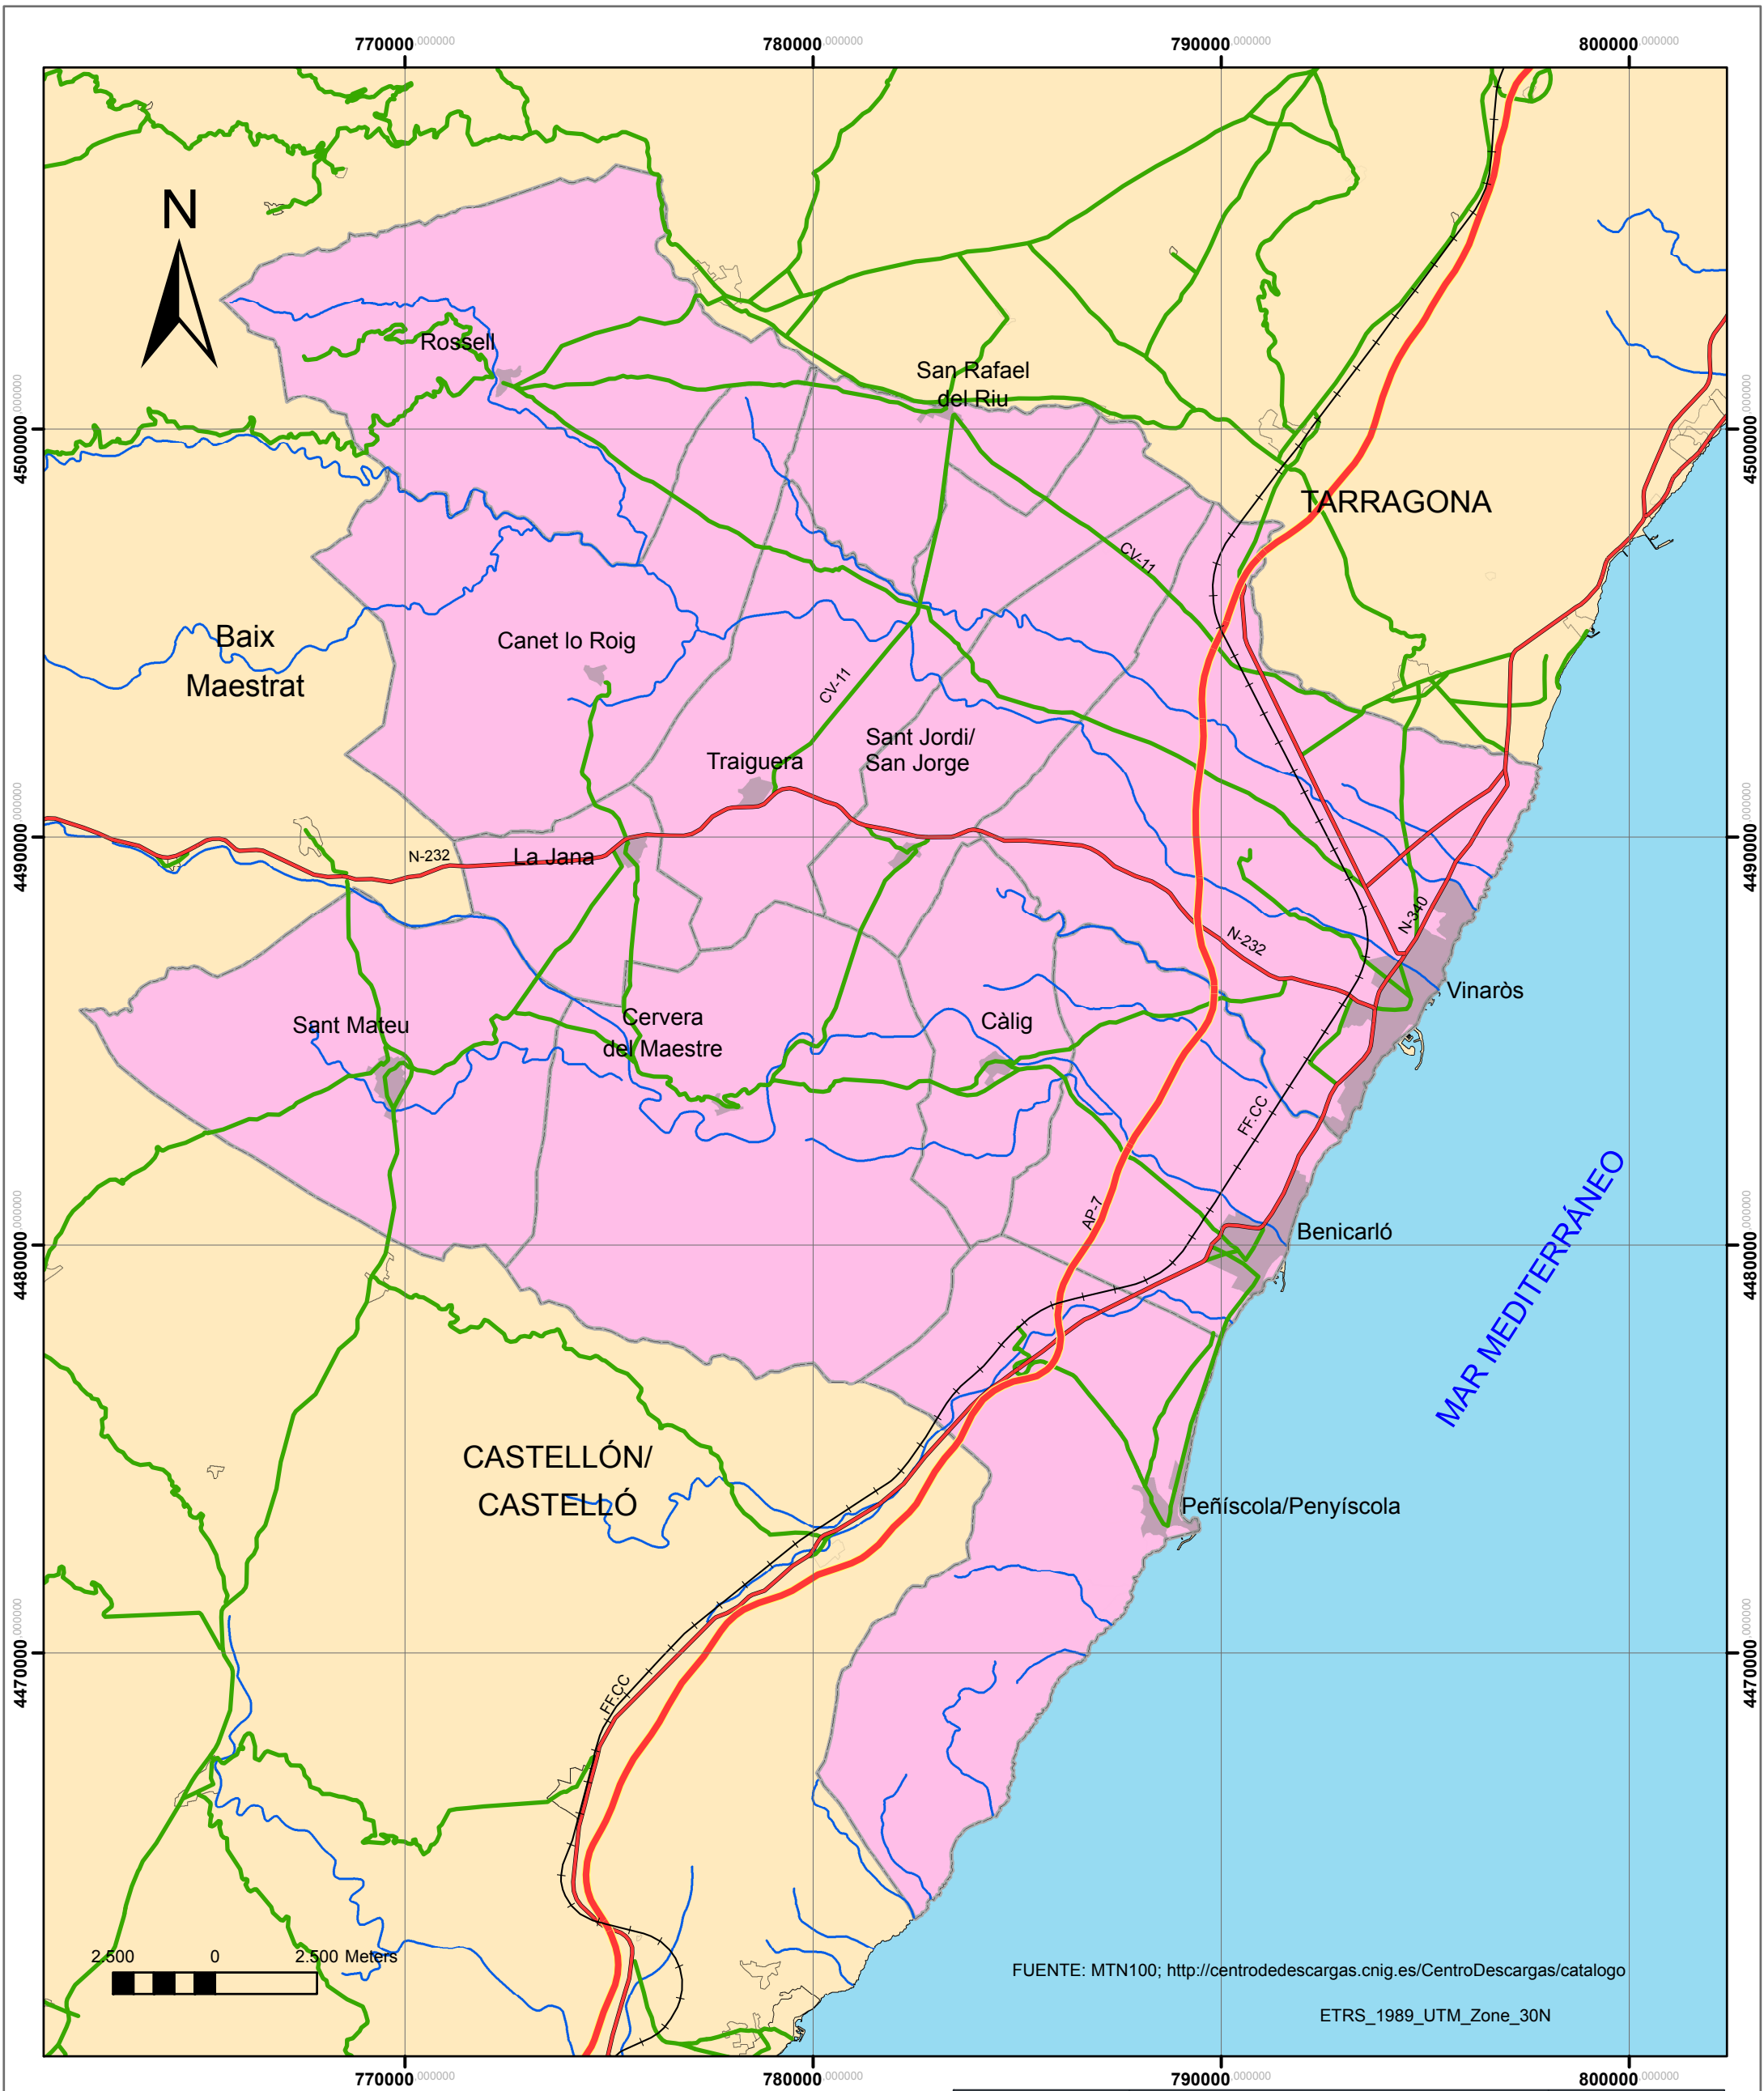 770000,000000 780000,000000 790000,000000 800000,000000
N
Rossell
San Rafael
del Riu
4500000,000000
4500000,000000
TARRAGONA
CV-11
Baix
Maestrat
Canet lo Roig
CV-11
Sant Jordi/
San Jorge
Traiguera
4490000,000000
4490000,000000
N-232
La Jana
N-340
N-232
Vinaròs
Sant Mateu
Cervera
del Maestre
Càlig
FF.CC
AP-7
Benicarló
4480000,000000
4480000,000000
MAR MEDITERRÁNEO
CASTELLÓN/
CASTELLÓ
Peñíscola/Penyíscola
4470000,000000
4470000,000000
FF.CC
2.500 0 2.500 Meters
FUENTE: MTN100; http://centrodedescargas.cnig.es/CentroDescargas/catalogo
ETRS_1989_UTM_Zone_30N
770000,000000 780000,000000 790000,000000 800000,000000